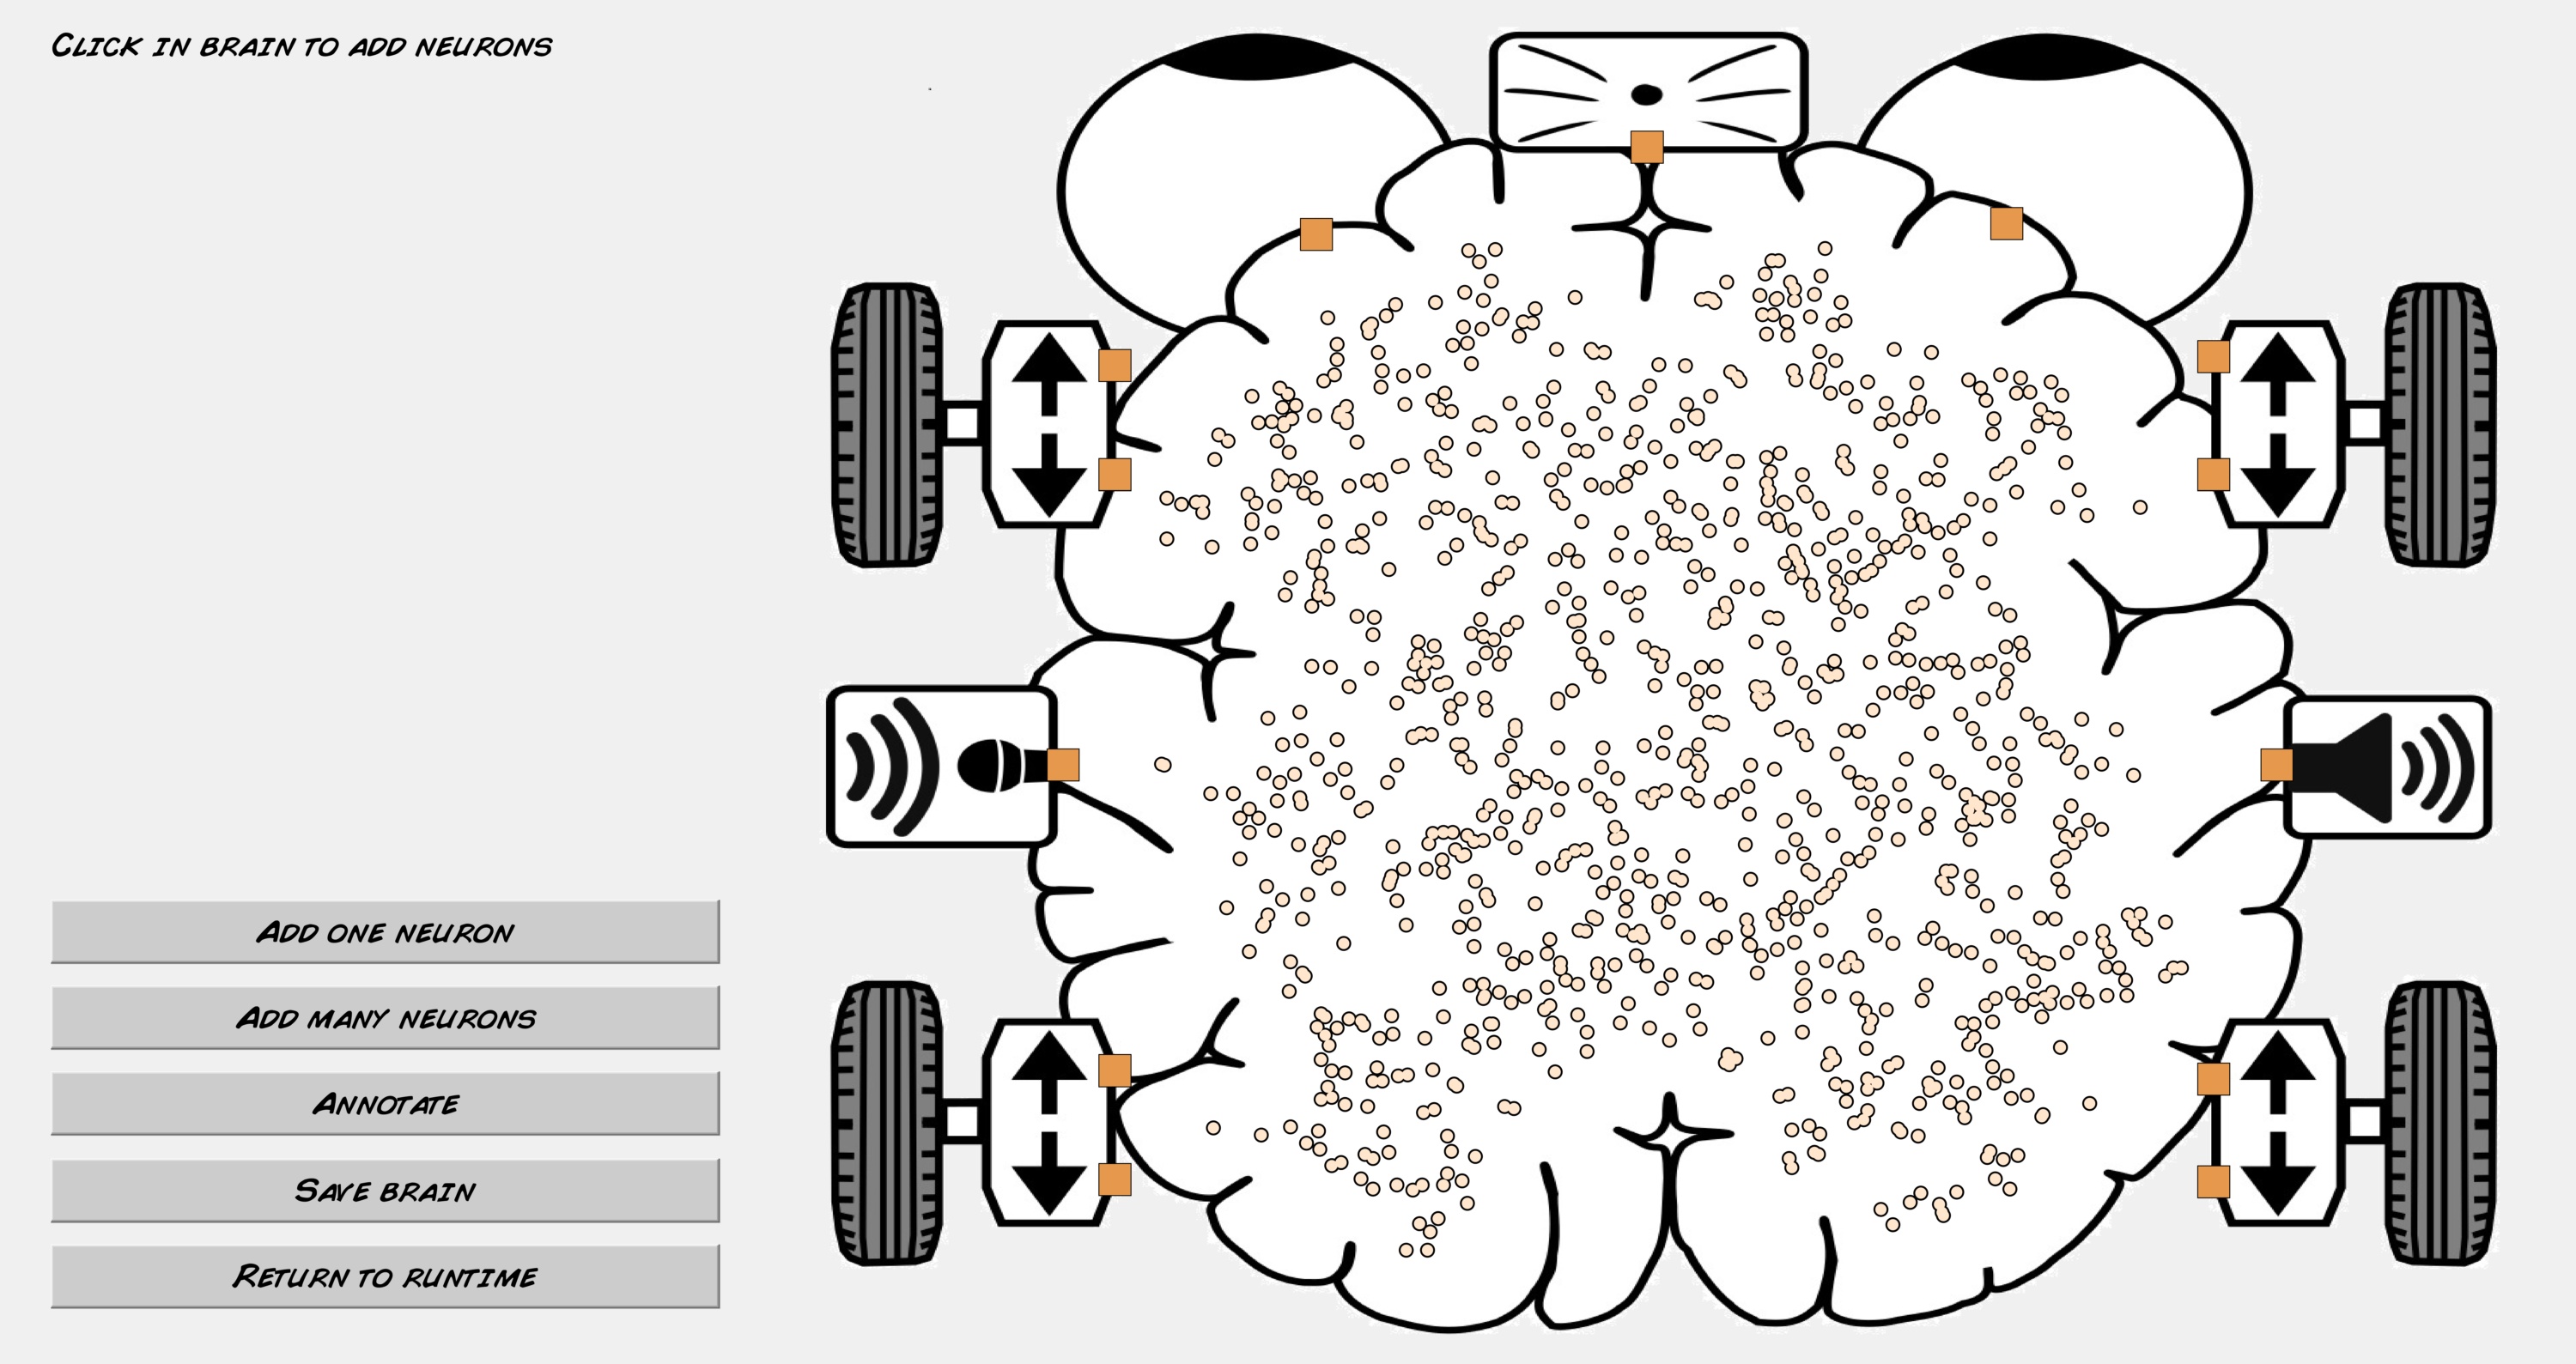 Click in brain to add neurons
Add one neuron
Add many neurons
Annotate
Save brain
Return to runtime